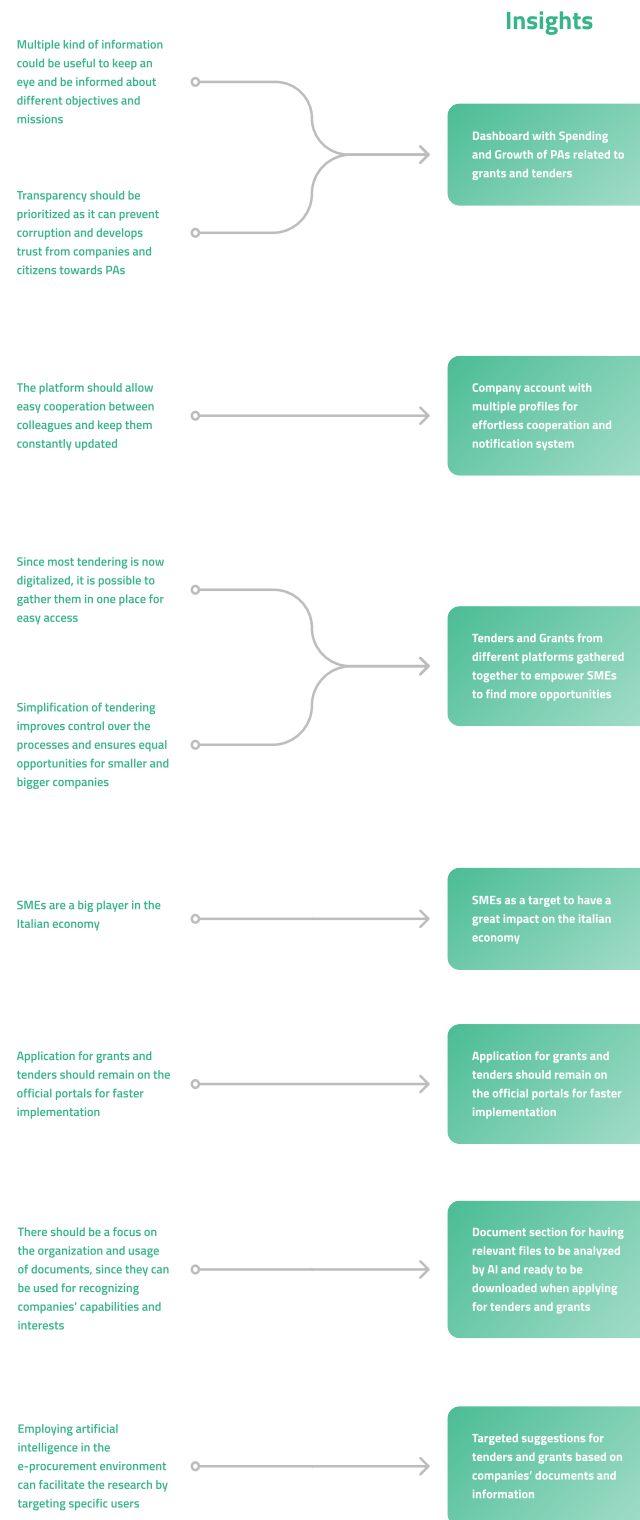 Insights
Multiple kind of information
could be useful to keep an
eye and be informed about
different objectives and
missions
Dashboard with Spending
and Growth of PAs related to
grants and tenders
Transparency should be
prioritized as it can prevent
corruption and develops
trust from companies and
citizens towards PAs
The platform should allow
easy cooperation between
colleagues and keep them
constantly updated
Company account with
multiple profiles for
effortless cooperation and
notification system
Since most tendering is now
digitalized, it is possible to
gather them in one place for
easy access
Tenders and Grants from
different platforms gathered
together to empower SMEs
to find more opportunities
Simplification of tendering
improves control over the
processes and ensures equal
opportunities for smaller and
bigger companies
SMEs are a big player in the
Italian economy
SMEs as a target to have a
great impact on the italian
economy
Application for grants and
tenders should remain on the
official portals for faster
implementation
Application for grants and
tenders should remain on
the official portals for faster
implementation
There should be a focus on
the organization and usage
of documents, since they can
be used for recognizing
companies' capabilities and
interests
Document section for having
relevant files to be analyzed
by AI and ready to be
downloaded when applying
for tenders and grants
Employing artificial
intelligence in the
e-procurement environment
can facilitate the research by
targeting specific users
Targeted suggestions for
tenders and grants based on
companies' documents and
information